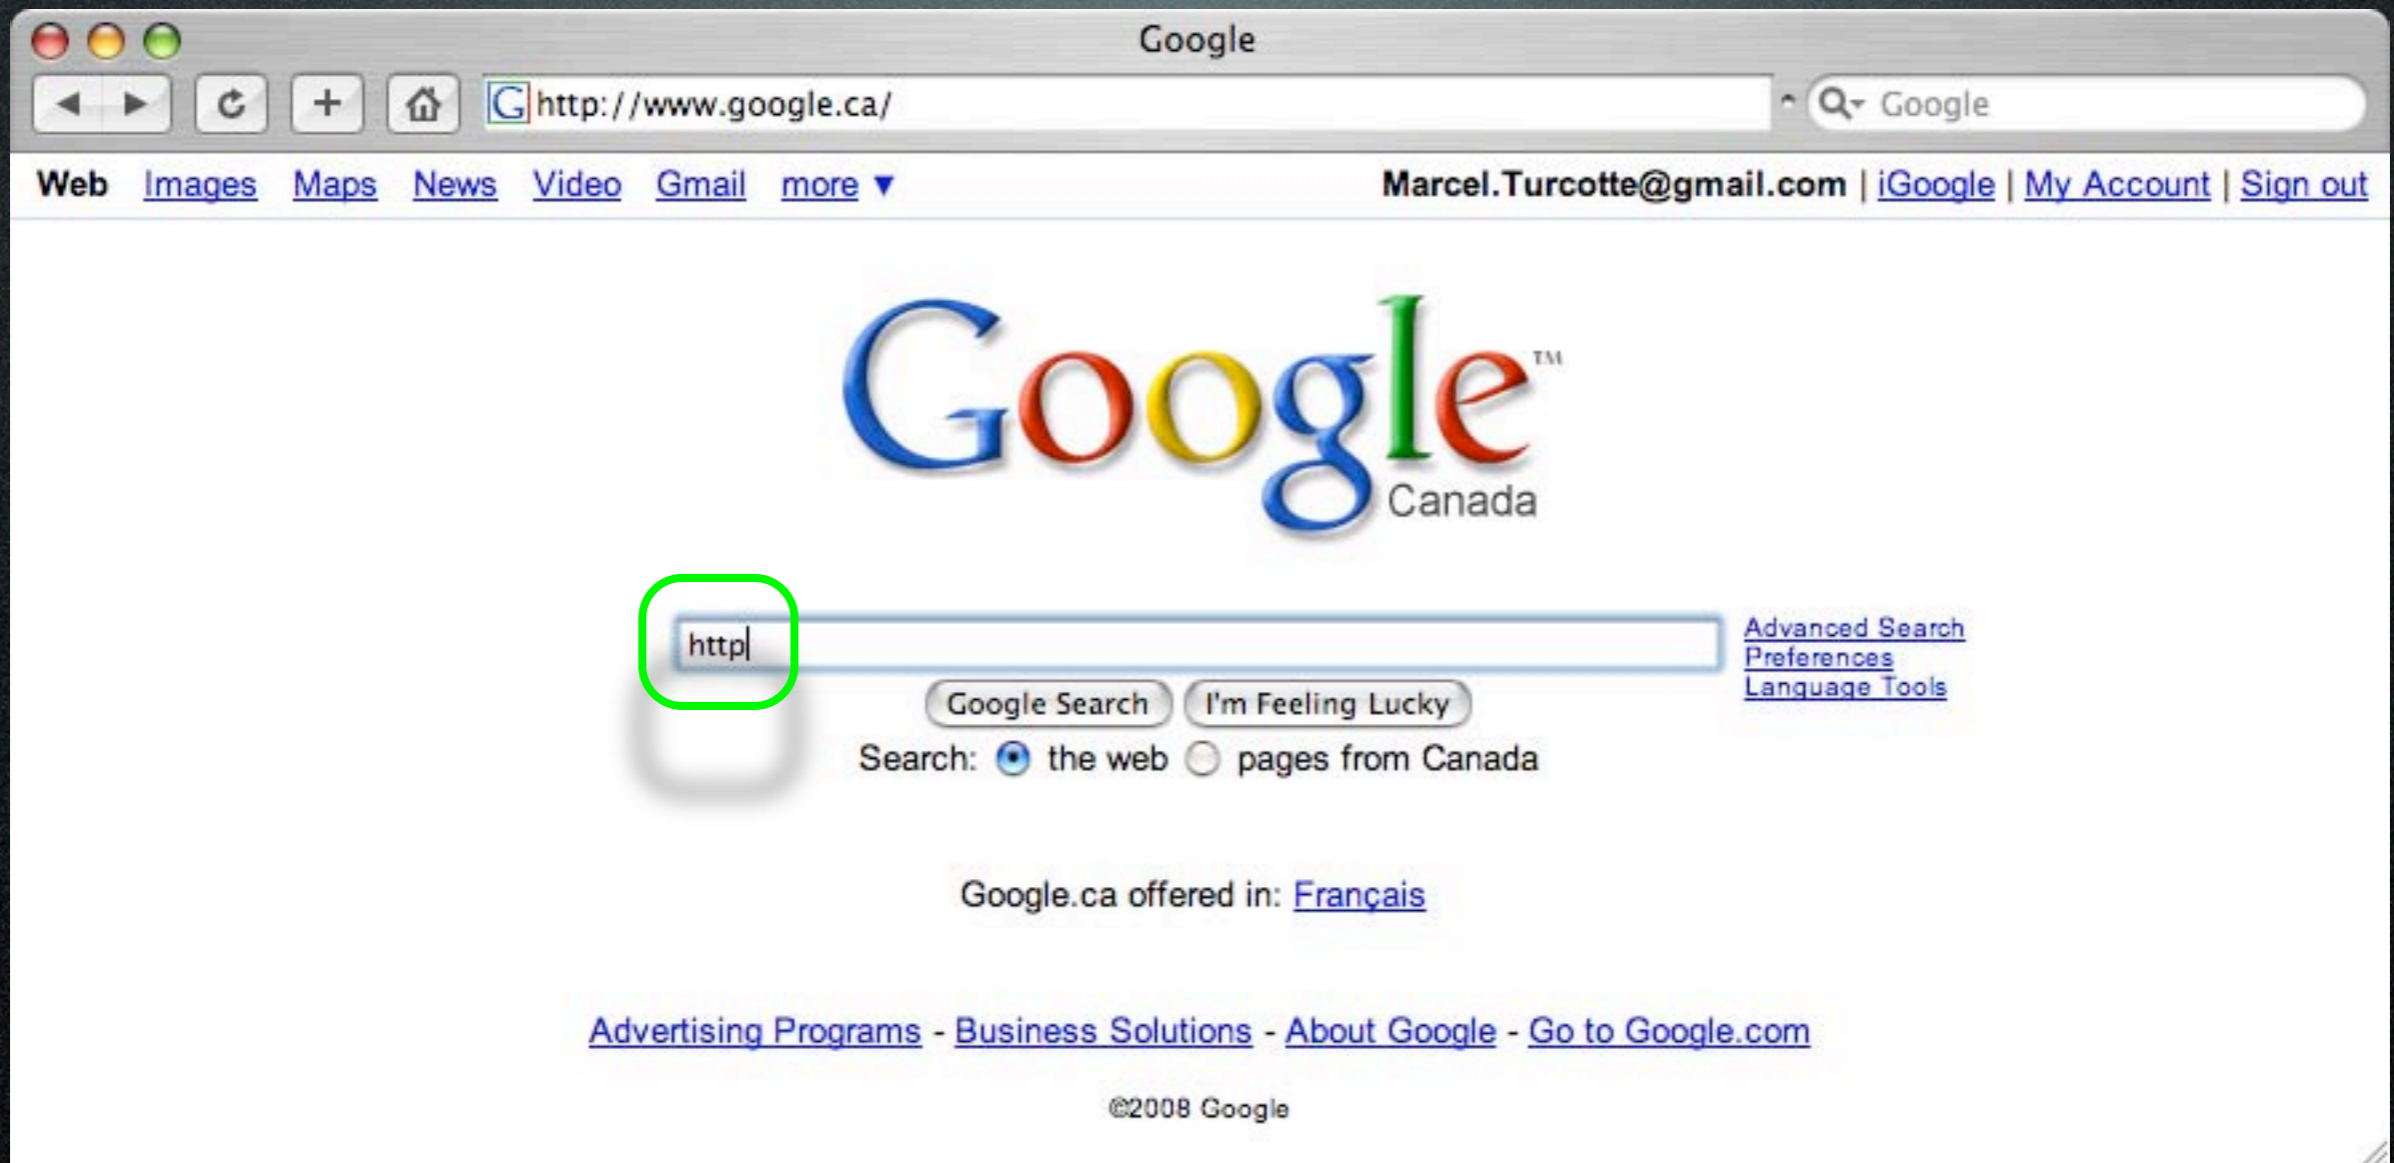 Google
http://www.google.ca/ Google
Web Images Maps News Video Gmail more ▼ Marcel.Turcotte@gmail.com | iGoogle | My Account | Sign out
Google™
Canada
http
Advanced Search
Preferences
Language Tools
Google Search I'm Feeling Lucky
Search: the web pages from Canada
Google.ca offered in: Français
Advertising Programs - Business Solutions - About Google - Go to Google.com
©2008 Google